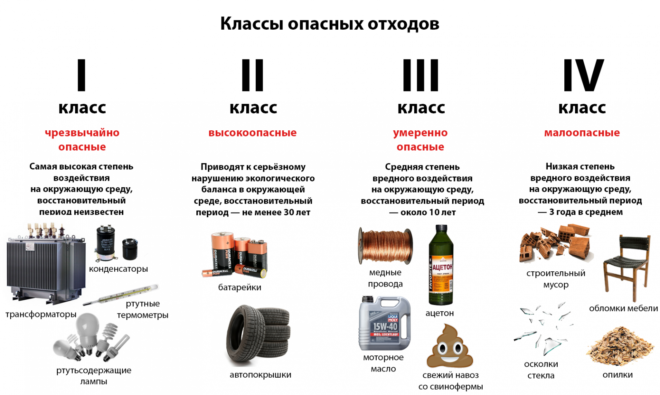 Классы опасных отходов
I
класс
чрезвычайно
опасные
Самая высокая степень
воздействия
на окружающую среду,
восстановительный
период неизвестен
конденсаторы
трансформаторы
ртутные
термометры
ртутьсодержащие
лампы
II
класс
высокоопасные
Приводят к серьёзному
нарушению экологического
баланса в окружающей
среде, восстановительный
период — не менее 30 лет
батарейки
автопокрышки
III
класс
умеренно
опасные
Средняя степень
вредного воздействия
на окружающую среду,
восстановительный период
— около 10 лет
медные
провода
АЦЕТОН
ацетон
15W-40
моторное
масло
свежий навоз
со свинофермы
IV
класс
малоопасные
Низкая степень
вредного воздействия
на окружающую среду,
восстановительный период
— 3 года в среднем
строительный
мусор
обломки мебели
осколки
стекла
опилки